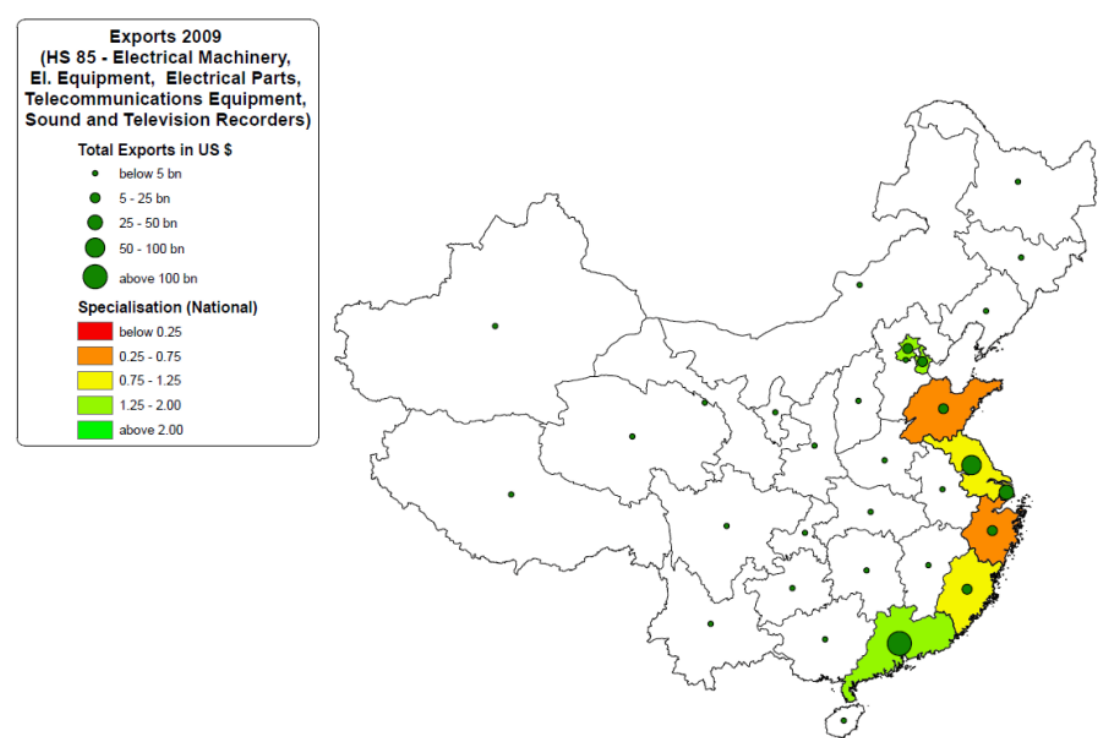 Exports 2009
(HS 85 - Electrical Machinery,
El. Equipment, Electrical Parts,
Telecommunications Equipment,
Sound and Television Recorders)
Total Exports in US $
below 5 bn
5 - 25 bn
25 - 50 bn
50 - 100 bn
above 100 bn
Specialisation (National)
below 0.25
0.25 - 0.75
0.75 - 1.25
1.25 - 2.00
above 2.00